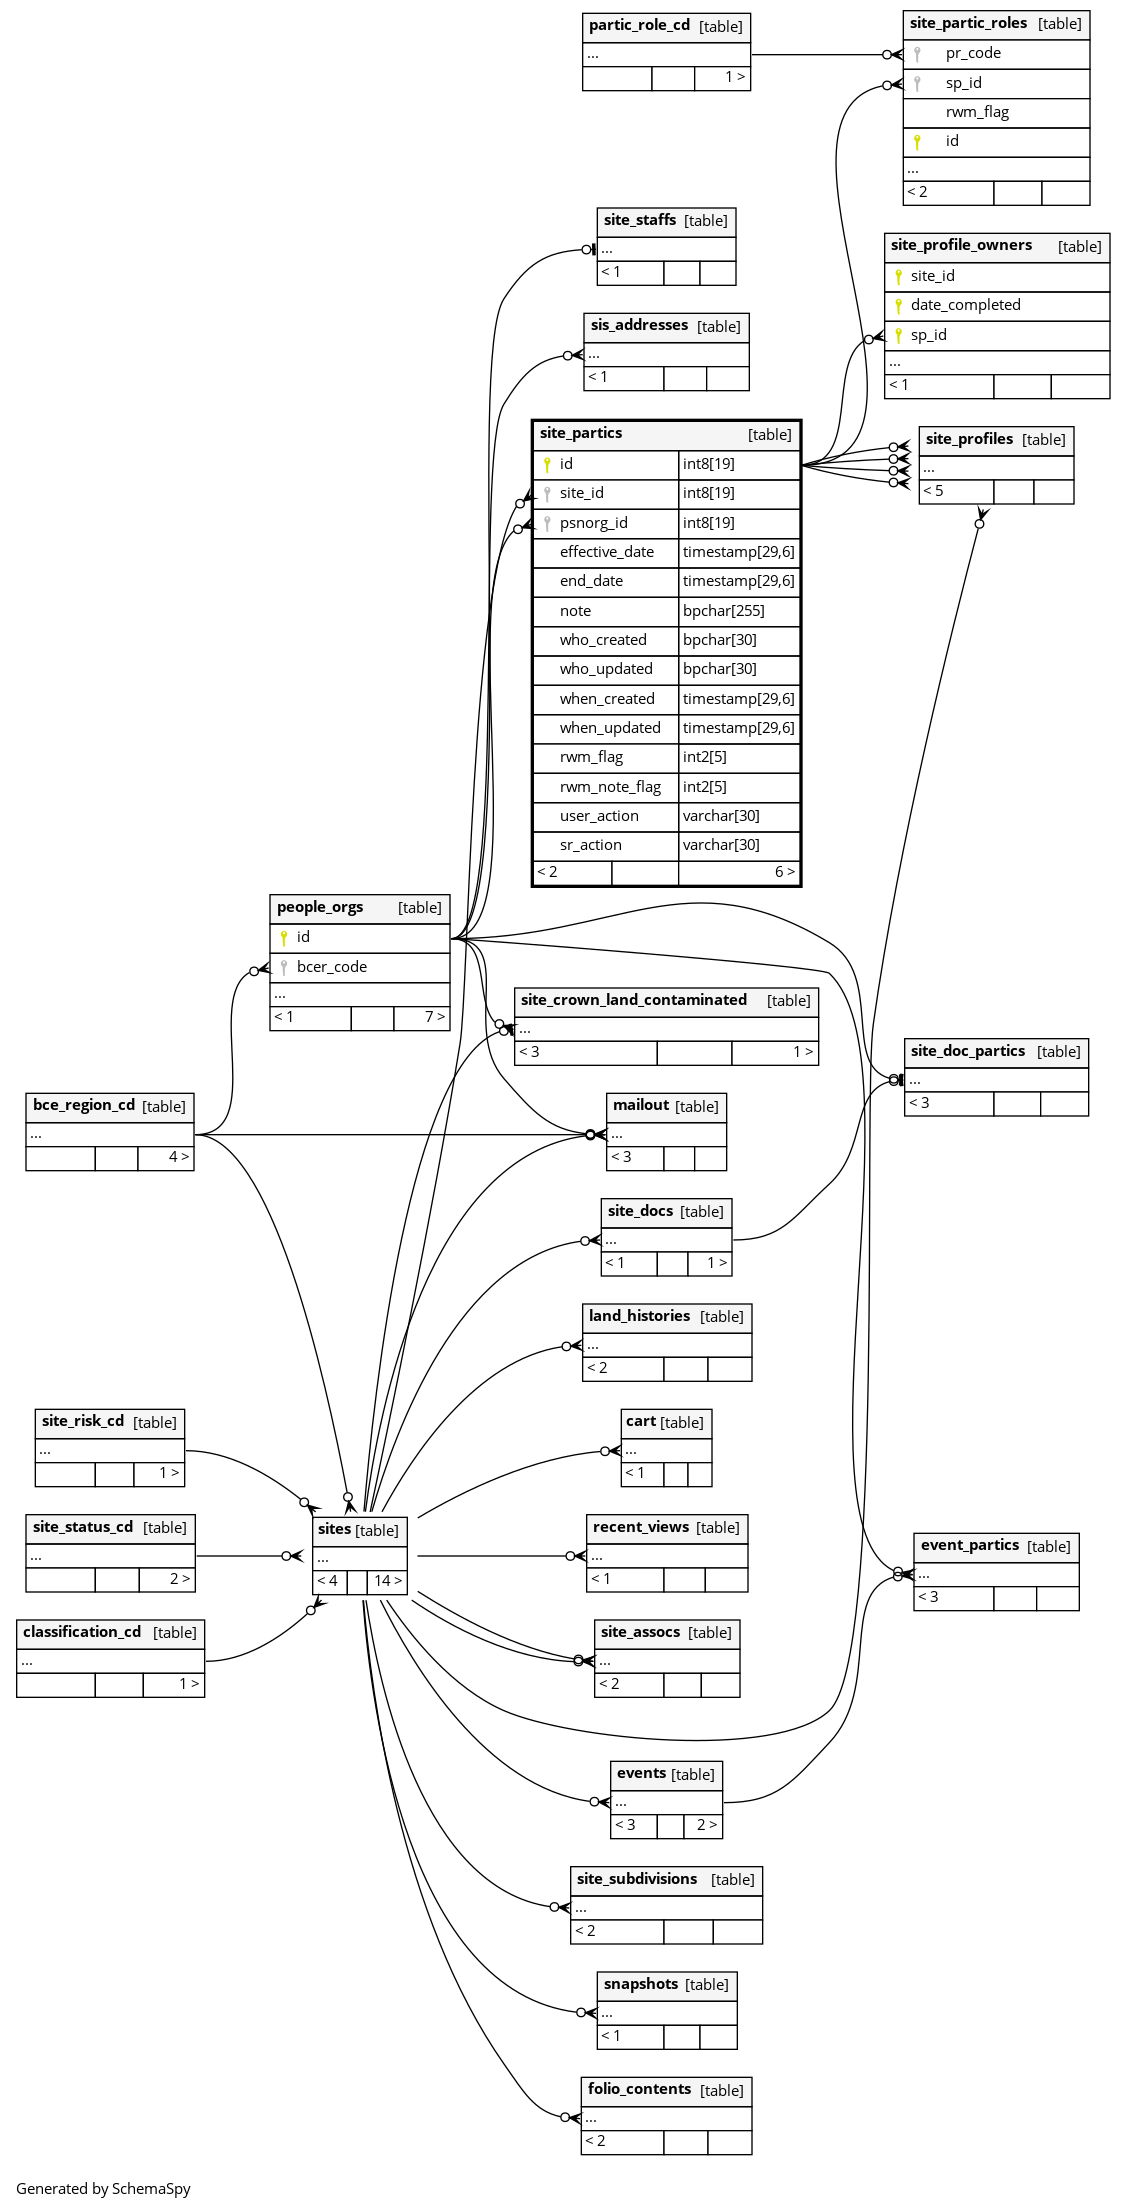 partic_role_cd [table]
...
1 >
site_partic_roles [table]
pr_code
sp_id
rwm_flag
id
...
< 2
site_staffs [table]
...
< 1
site_profile_owners [table]
site_id
date_completed
sp_id
...
< 1
sis_addresses [table]
...
< 1
site_partics [table]
id int8[19]
site_id int8[19]
psnorg_id int8[19]
effective_date timestamp[29,6]
end_date timestamp[29,6]
note bpchar[255]
who_created bpchar[30]
who_updated bpchar[30]
when_created timestamp[29,6]
when_updated timestamp[29,6]
rwm_flag int2[5]
rwm_note_flag int2[5]
user_action varchar[30]
sr_action varchar[30]
< 2 6 >
site_profiles [table]
...
< 5
people_orgs [table]
id
bcer_code
...
< 1 7 >
site_crown_land_contaminated [table]
...
< 3 1 >
site_doc_partics [table]
...
< 3
bce_region_cd [table]
...
4 >
mailout [table]
...
< 3
site_docs [table]
...
< 1 1 >
land_histories [table]
...
< 2
site_risk_cd [table]
...
1 >
cart [table]
...
< 1
site_status_cd [table]
...
2 >
sites [table]
...
< 4 14 >
recent_views [table]
...
< 1
event_partics [table]
...
< 3
classification_cd [table]
...
1 >
site_assocs [table]
...
< 2
events [table]
...
< 3 2 >
site_subdivisions [table]
...
< 2
snapshots [table]
...
< 1
folio_contents [table]
...
< 2
Generated by SchemaSpy